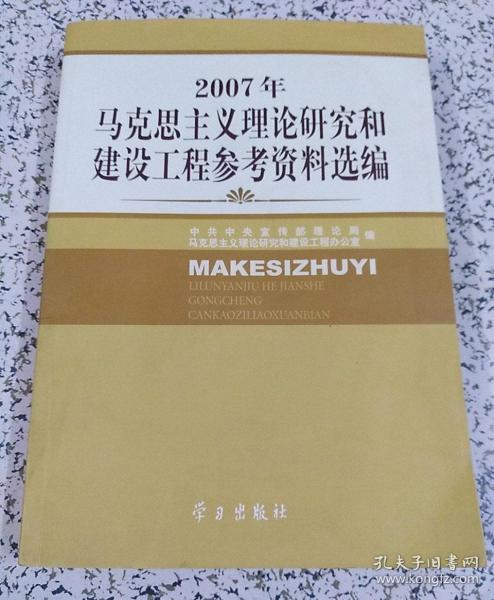 2007年
马克思主义理论研究和
建设工程参考资料选编
中共中央宣传部理论局
马克思主义理论研究和建设工程办公室
编
MAKESIZHUYI
LILUNYANJIU HE JIANSHE
GONGCHENG
CANKAOZILIAOXUANBIAN
学习出版社
孔夫子旧书网
www.kongfz.com